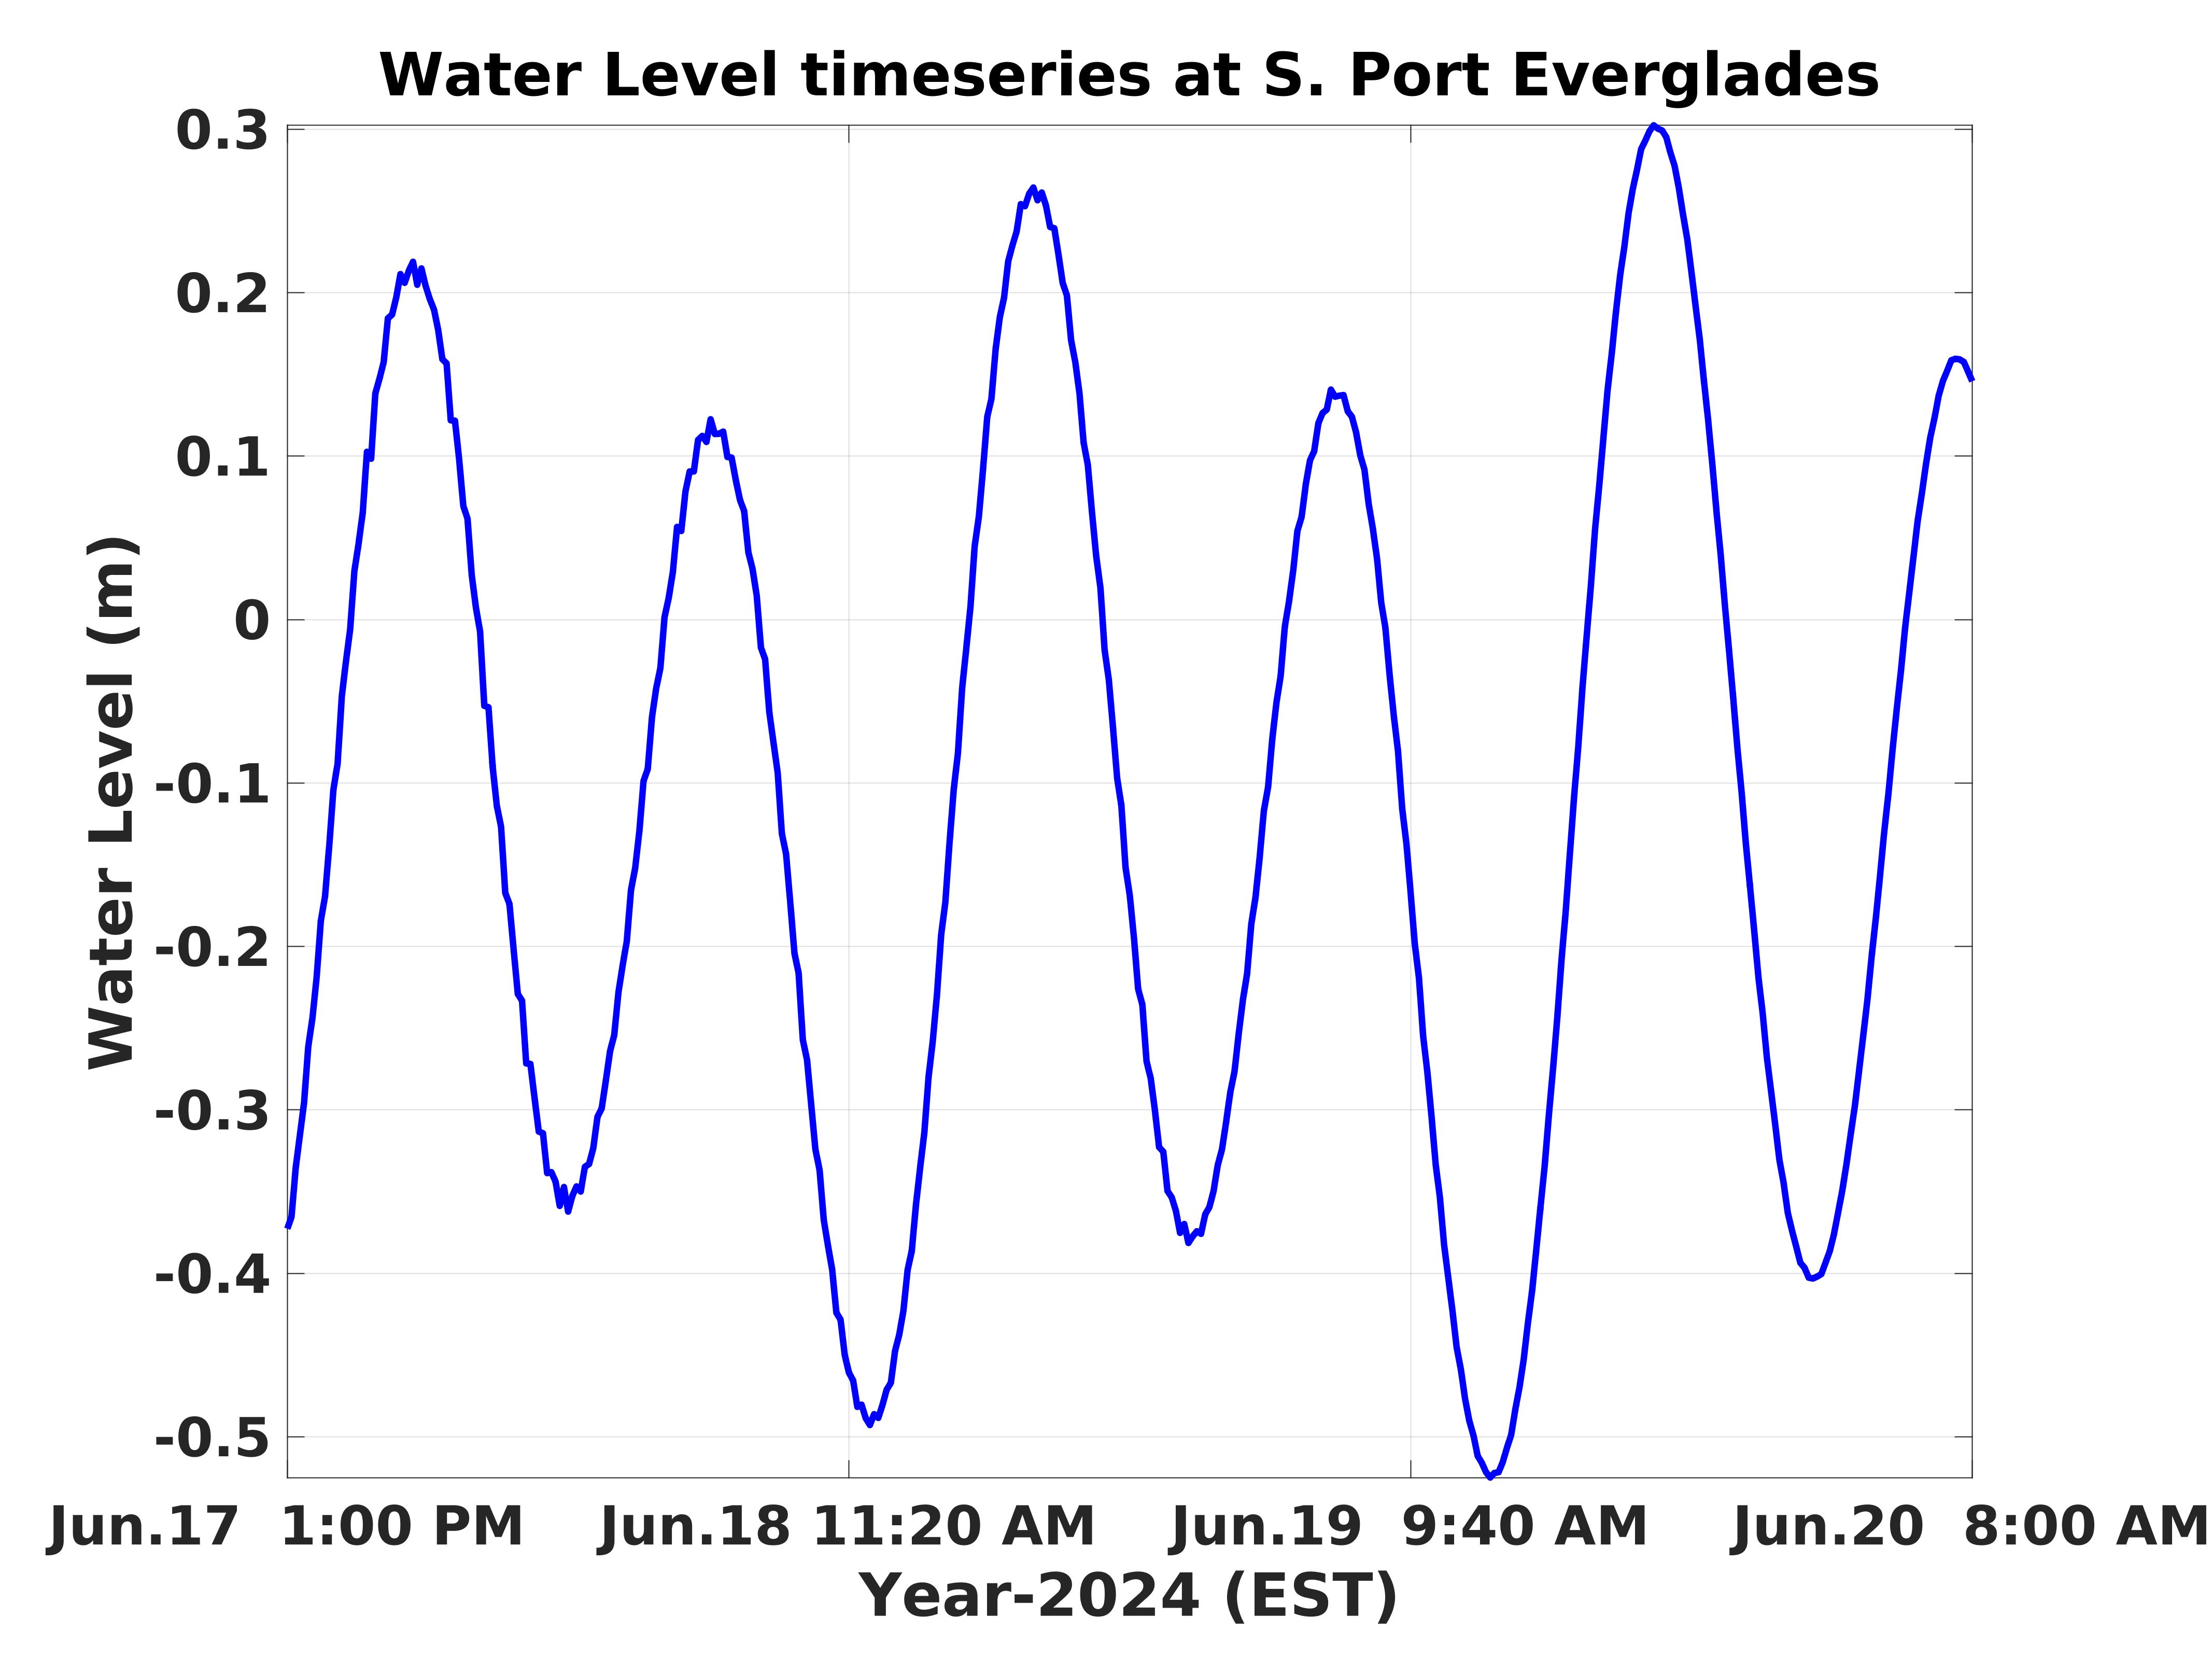 Water Level timeseries at S. Port Everglades
0.3
0.2
0.1
0
-0.1
-0.2
-0.3
-0.4
-0.5
Water Level (m)
Jun.17 1:00 PM Jun.18 11:20 AM Jun.19 9:40 AM Jun.20 8:00 AM
Year-2024 (EST)